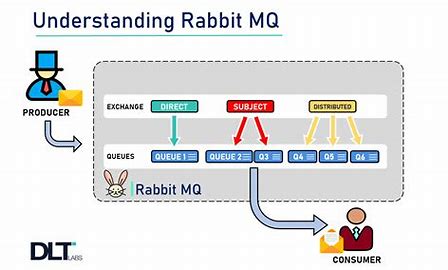 Understanding Rabbit MQ
PRODUCER
EXCHANGE DIRECT SUBJECT DISTRIBUTED
QUEUES QUEUE 1 QUEUE 2 Q3 Q4 Q5 Q6
Rabbit MQ
DLT LABS
CONSUMER